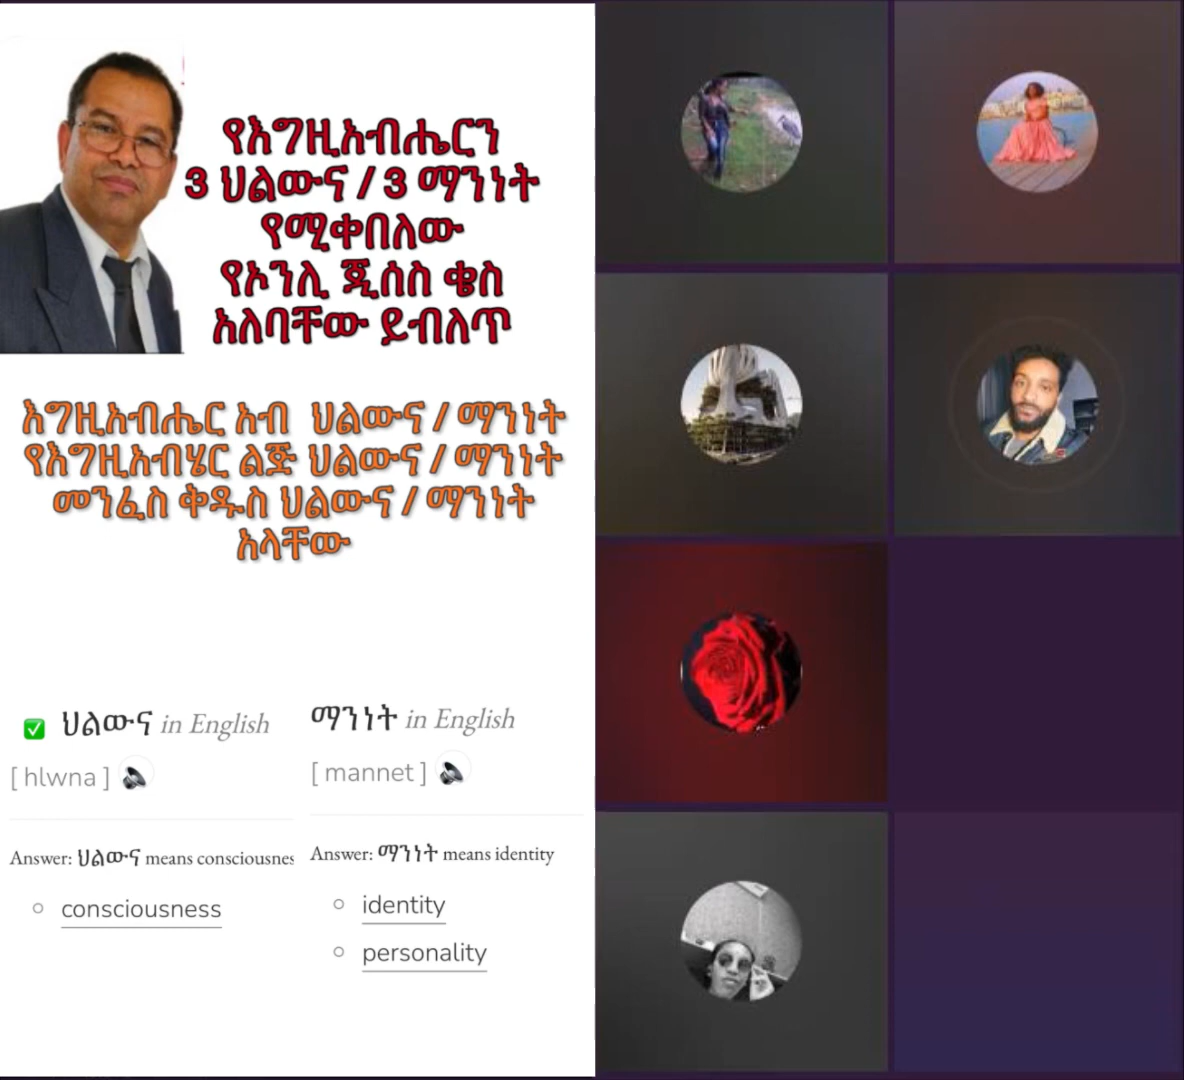 የእግዚአብሔርን
3 ህልውና / 3 ማንነት
የሚቀበለው
የኦንሊ ጂሰስ ቄስ
አለባቸው ይብለጥ
እግዚአብሔር አብ ህልውና / ማንነት
የእግዚአብሄር ልጅ ህልውና / ማንነት
መንፈስ ቅዱስ ህልውና / ማንነት
አላቸው
ህልውና in English
[ hlwna ]
Answer: ህልውና means consciousnes
consciousness
ማንነት in English
[ mannet ]
Answer: ማንነት means identity
identity
personality